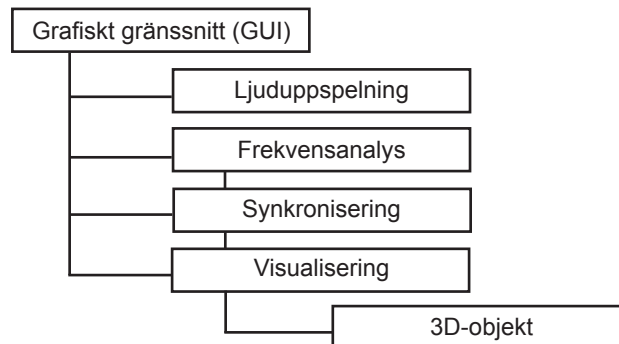 Grafiskt gränssnitt (GUI)
Ljuduppspelning
Frekvensanalys
Synkronisering
Visualisering
3D-objekt